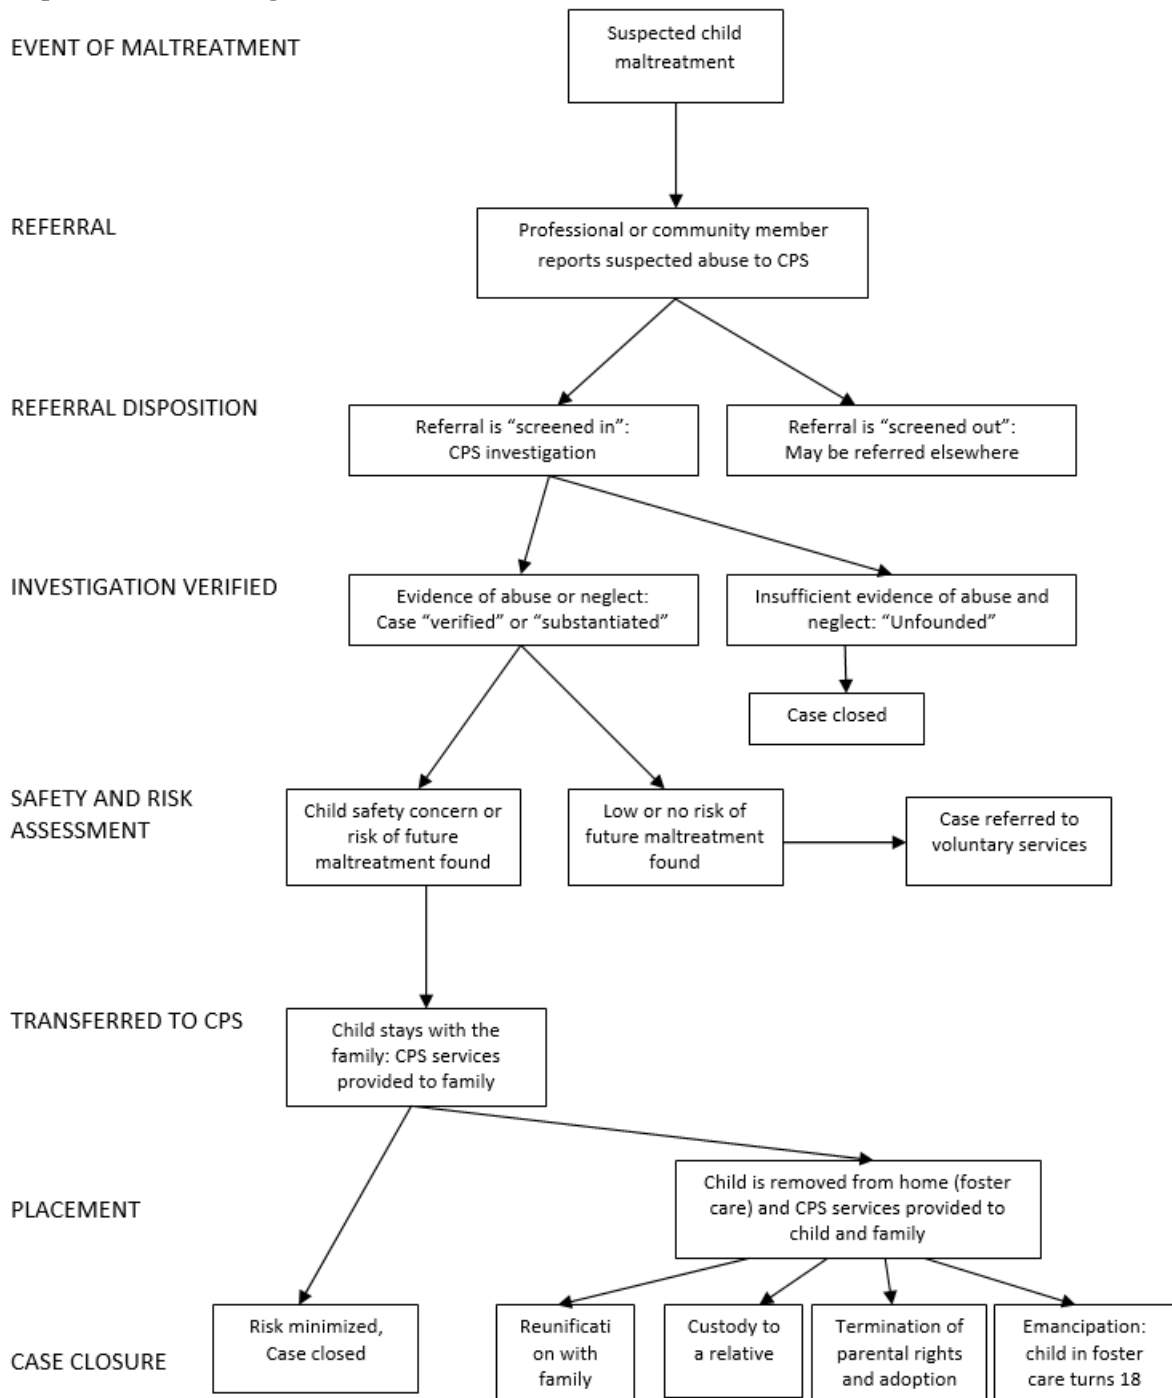 EVENT OF MALTREATMENT
Suspected child
maltreatment
REFERRAL
Professional or community member
reports suspected abuse to CPS
REFERRAL DISPOSITION
Referral is “screened in”:
CPS investigation
Referral is “screened out”:
May be referred elsewhere
INVESTIGATION VERIFIED
Evidence of abuse or neglect:
Case “verified” or “substantiated”
Insufficient evidence of abuse and
neglect: “Unfounded”
Case closed
SAFETY AND RISK
ASSESSMENT
Child safety concern or
risk of future
maltreatment found
Low or no risk of
future maltreatment
found
Case referred to
voluntary services
TRANSFERRED TO CPS
Child stays with the
family: CPS services
provided to family
PLACEMENT
Child is removed from home (foster
care) and CPS services provided to
child and family
CASE CLOSURE
Risk minimized,
Case closed
Reunificati
on with
family
Custody to
a relative
Termination of
parental rights
and adoption
Emancipation:
child in foster
care turns 18